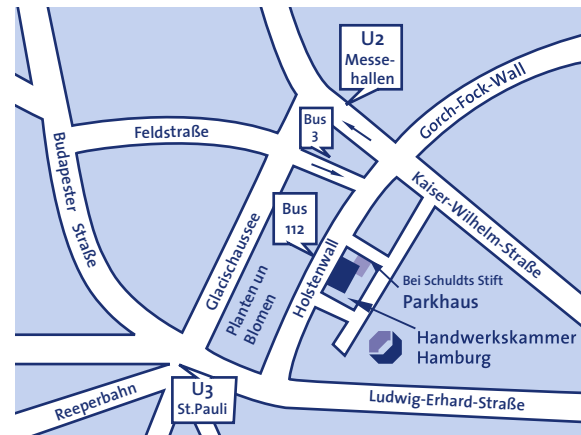 U2
Messe-
hallen
Gorch-Fock-Wall
Bus
3
Feldstraße
Budapester Straße
Kaiser-Wilhelm-Straße
Bus
112
Glacischaussee
Planten un
Blomen
Holstenwall
Bei Schuldts Stift
Parkhaus
Handwerkskammer
Hamburg
U3
St.Pauli
Reeperbahn
Ludwig-Erhard-Straße